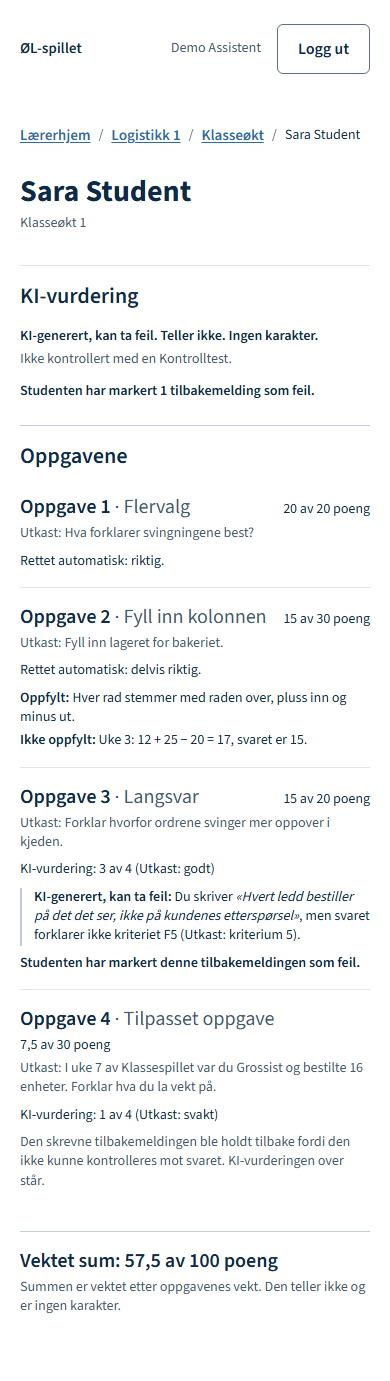 ØL-spillet
Demo Assistent
Logg ut
Lærerhjem / Logistikk 1 / Klasseøkt / Sara Student
Sara Student
Klasseøkt 1
KI-vurdering
KI-generert, kan ta feil. Teller ikke. Ingen karakter.
Ikke kontrollert med en Kontrolltest.
Studenten har markert 1 tilbakemelding som feil.
Oppgavene
Oppgave 1 · Flervalg
20 av 20 poeng
Utkast: Hva forklarer svingningene best?
Rettet automatisk: riktig.
Oppgave 2 · Fyll inn kolonnen
15 av 30 poeng
Utkast: Fyll inn lageret for bakeriet.
Rettet automatisk: delvis riktig.
Oppfylt: Hver rad stemmer med raden over, pluss inn og
minus ut.
Ikke oppfylt: Uke 3: 12 + 25 − 20 = 17, svaret er 15.
Oppgave 3 · Langsvar
15 av 20 poeng
Utkast: Forklar hvorfor ordrene svinger mer oppover i
kjeden.
KI-vurdering: 3 av 4 (Utkast: godt)
KI-generert, kan ta feil: Du skriver «Hvert ledd bestiller
på det det ser, ikke på kundenes etterspørsel», men svaret
forklarer ikke kriteriet F5 (Utkast: kriterium 5).
Studenten har markert denne tilbakemeldingen som feil.
Oppgave 4 · Tilpasset oppgave
7,5 av 30 poeng
Utkast: I uke 7 av Klassespillet var du Grossist og bestilte 16
enheter. Forklar hva du la vekt på.
KI-vurdering: 1 av 4 (Utkast: svakt)
Den skrevne tilbakemeldingen ble holdt tilbake fordi den
ikke kunne kontrolleres mot svaret. KI-vurderingen over
står.
Vektet sum: 57,5 av 100 poeng
Summen er vektet etter oppgavenes vekt. Den teller ikke og
er ingen karakter.